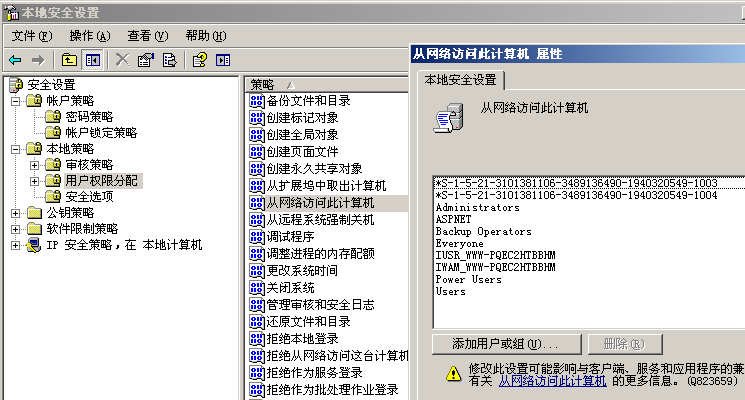 本地安全设置
文件(F) 操作(A) 查看(V) 帮助(H)
安全设置
帐户策略
密码策略
帐户锁定策略
本地策略
审核策略
用户权限分配
安全选项
公钥策略
软件限制策略
IP 安全策略，在 本地计算机
策略
备份文件和目录
创建标记对象
创建全局对象
创建页面文件
创建永久共享对象
从扩展坞中取出计算机
从网络访问此计算机
从远程系统强制关机
调试程序
调整进程的内存配额
更改系统时间
关闭系统
管理审核和安全日志
还原文件和目录
拒绝本地登录
拒绝从网络访问这台计算机
拒绝作为服务登录
拒绝作为批处理作业登录
从网络访问此计算机 属性
本地安全设置
从网络访问此计算机
*S-1-5-21-3101381106-3489136490-1940320549-1003
*S-1-5-21-3101381106-3489136490-1940320549-1004
Administrators
ASPNET
Backup Operators
Everyone
IUSR_WWW-PQEC2HTBBHM
IWAM_WWW-PQEC2HTBBHM
Power Users
Users
添加用户或组(U)... 删除(R)
修改此设置可能影响与客户端、服务和应用程序的兼
有关 从网络访问此计算机 的更多信息。(Q823659)